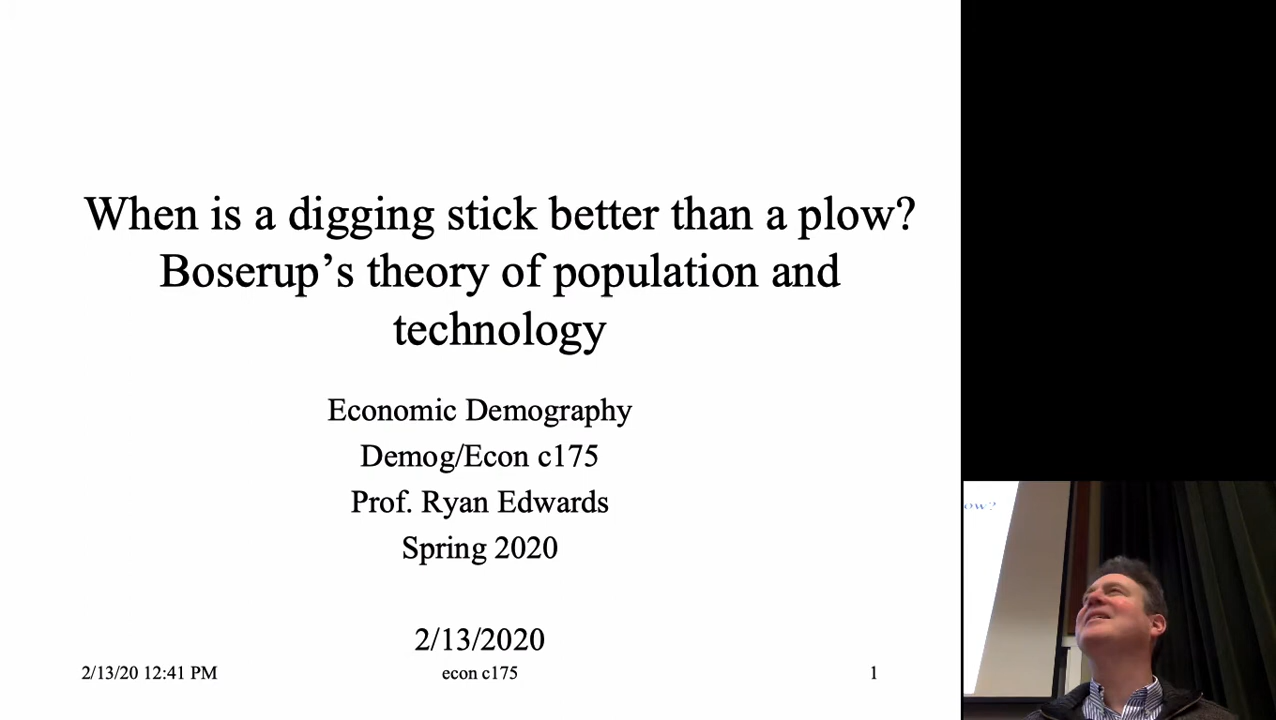 When is a digging stick better than a plow?
Boserup’s theory of population and
technology
Economic Demography
Demog/Econ c175
Prof. Ryan Edwards
Spring 2020
2/13/2020
2/13/20 12:41 PM
econ c175
1
ow?